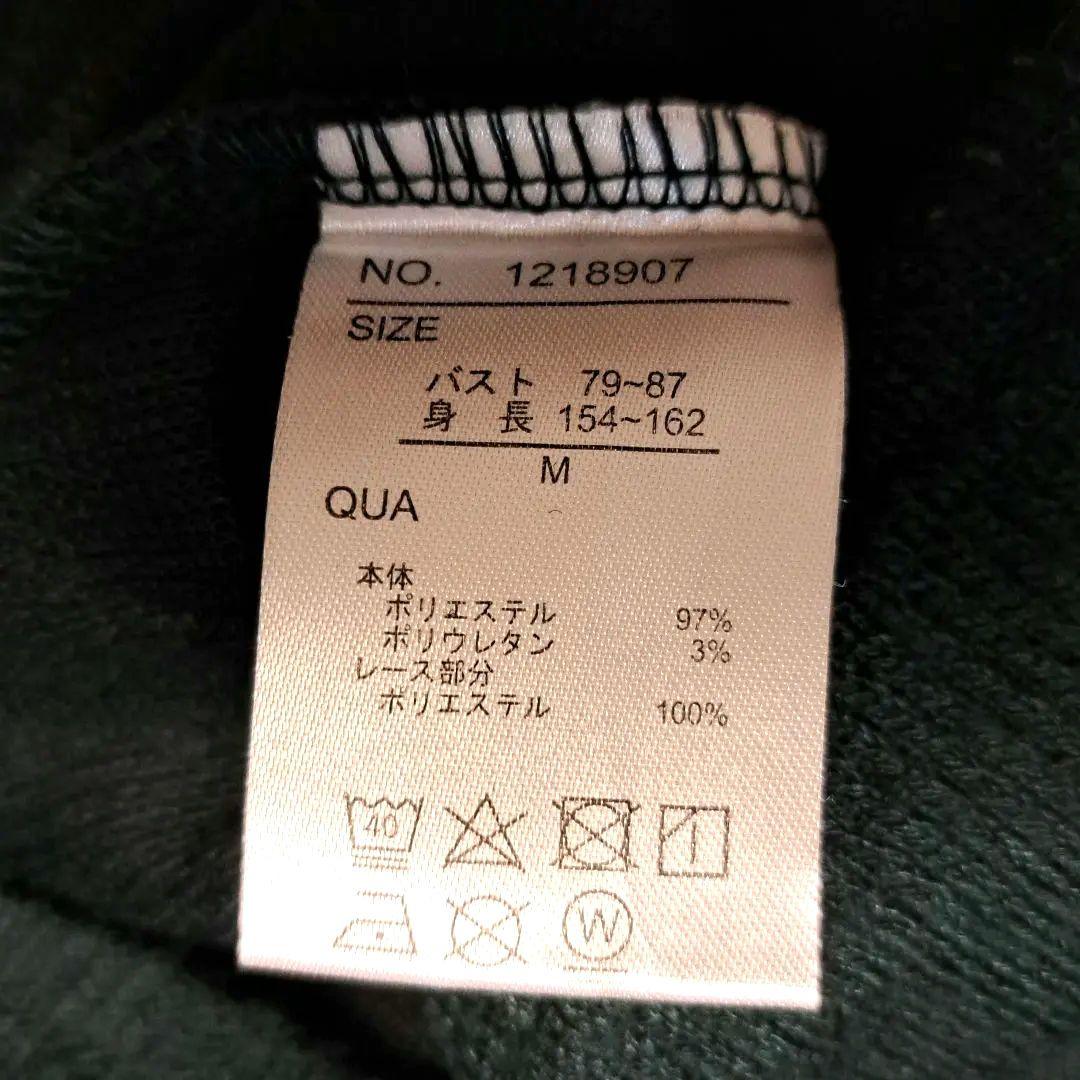 NO. 1218907
SIZE
バスト 79~87
身 長 154~162
M
QUA
本体
ポリエステル 97%
ポリウレタン 3%
レース部分
ポリエステル 100%
40
W